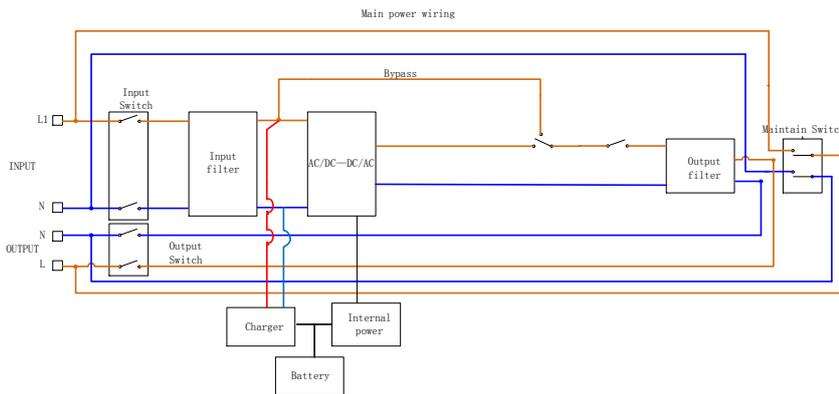 Main power wiring
Bypass
Input
Switch
L1
Maintain Switc
INPUT
Input
filter
AC/DC—DC/AC
Output
filter
N
N
OUTPUT
L
Output
Switch
Charger
Internal
power
Battery